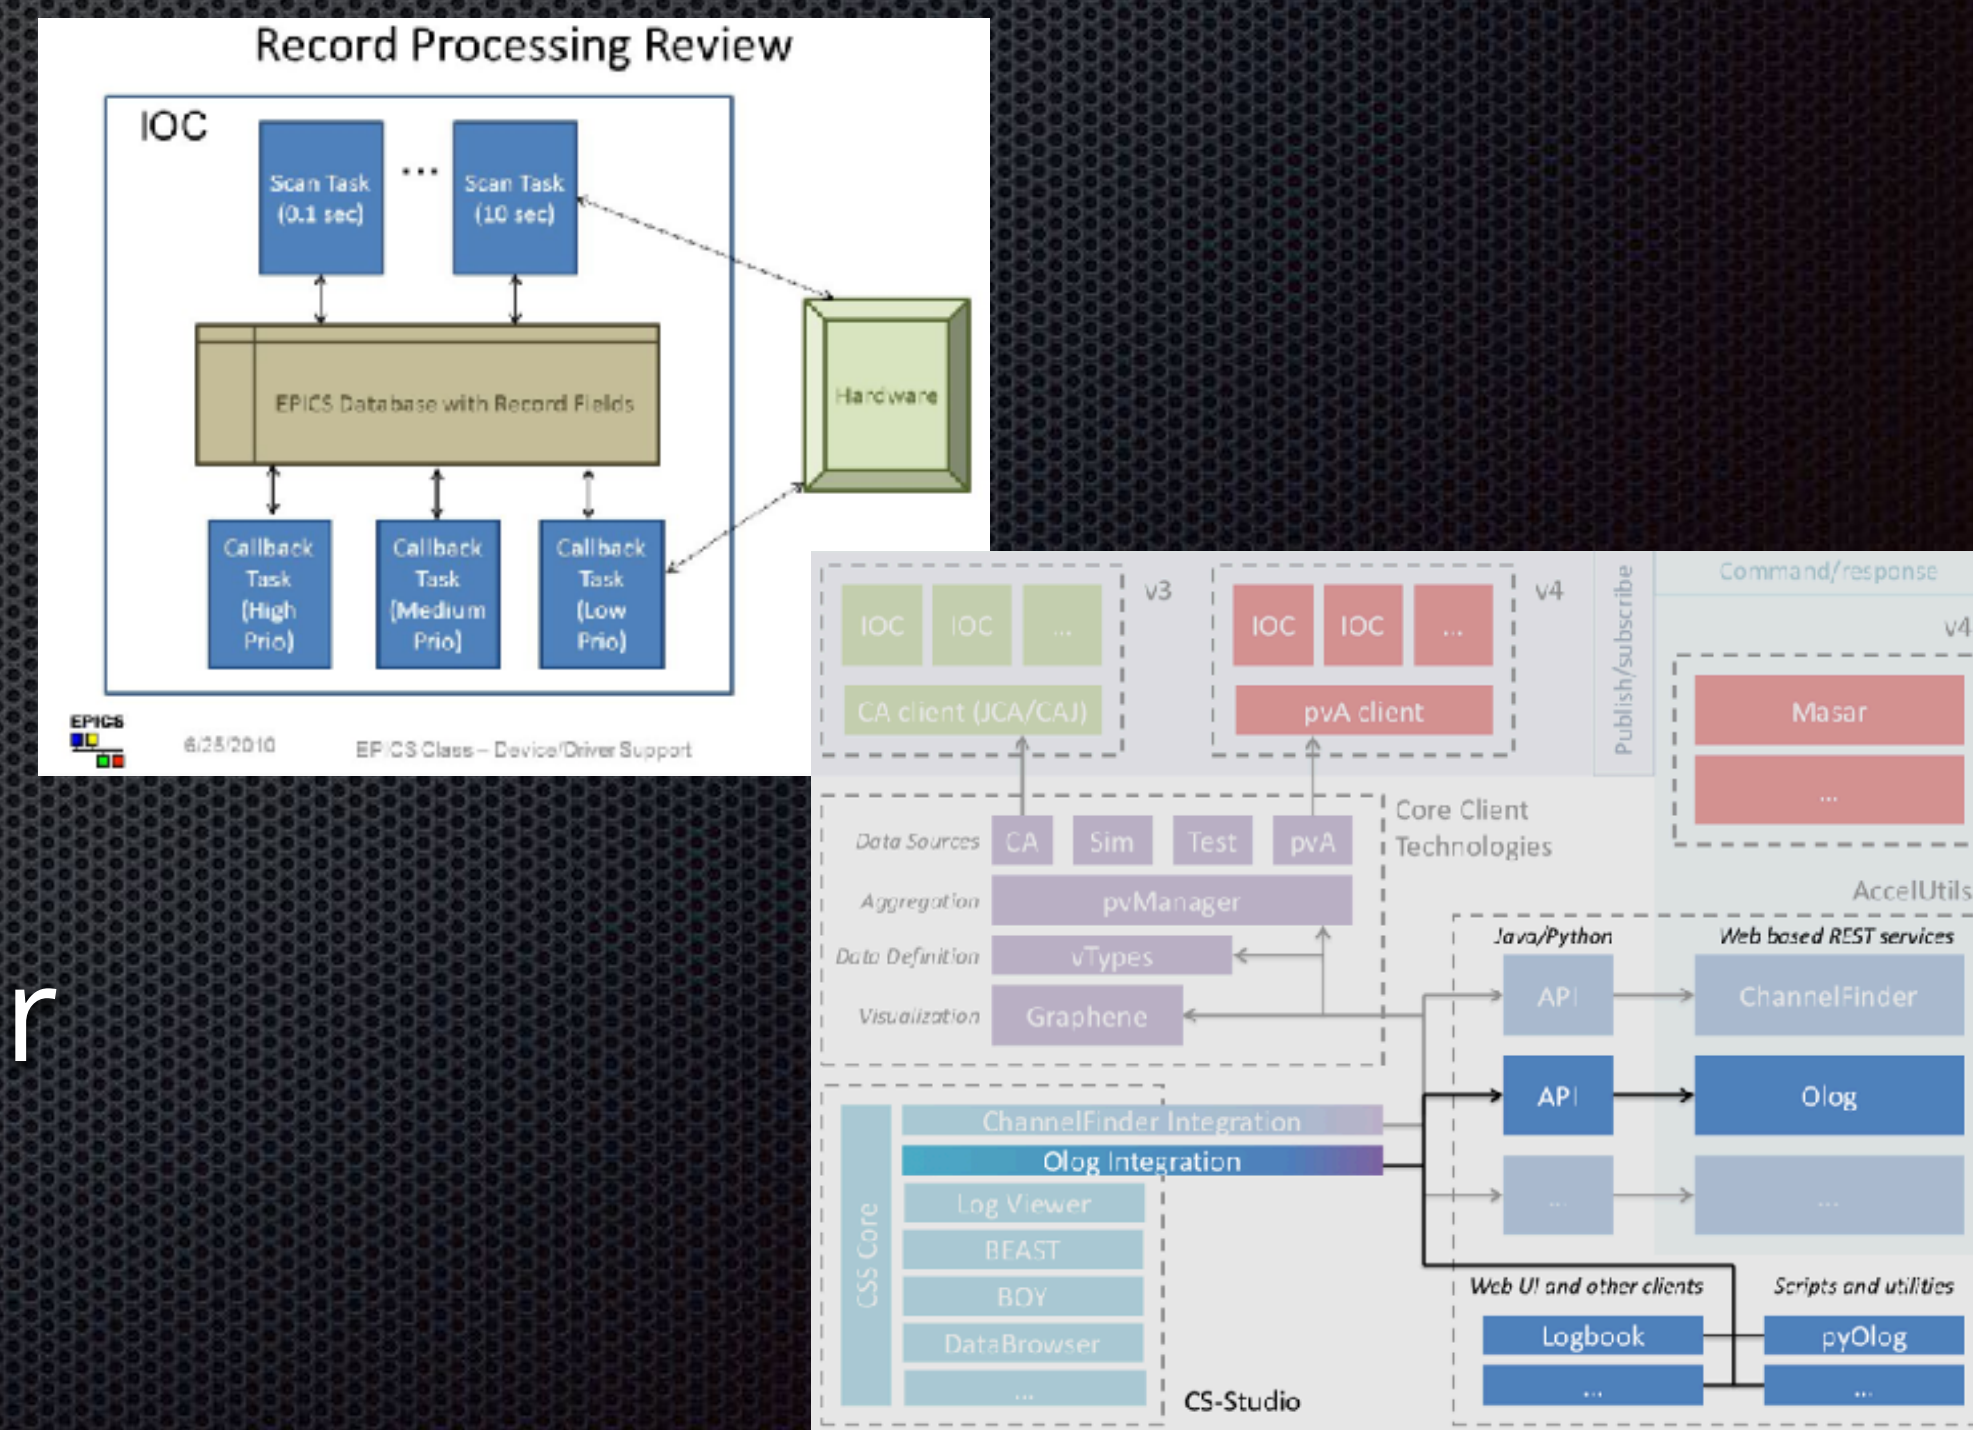 Record Processing Review
IOC
Scan Task
(0.1 sec)
...
Scan Task
(10 sec)
EPICS Database with Record Fields
Hardware
Callback
Task
(High
Prio)
Callback
Task
(Medium
Prio)
Callback
Task
(Low
Prio)
EPICS
6/25/2010
EPICS Class – Device/Driver Support
r
IOC
IOC
...
v3
CA client (JCA/CAJ)
IOC
IOC
...
v4
pvA client
Publish/subscribe
Command/response
v4
Masar
...
Core Client
Technologies
Data Sources
CA
Sim
Test
pvA
Aggregation
pvManager
Data Definition
vTypes
Visualization
Graphene
AccelUtils
Java/Python
Web based REST services
API
ChannelFinder
API
Olog
...
...
CSS Core
ChannelFinder Integration
Olog Integration
Log Viewer
BEAST
BOY
DataBrowser
...
CS-Studio
Web UI and other clients
Scripts and utilities
Logbook
pyOlog
...
...